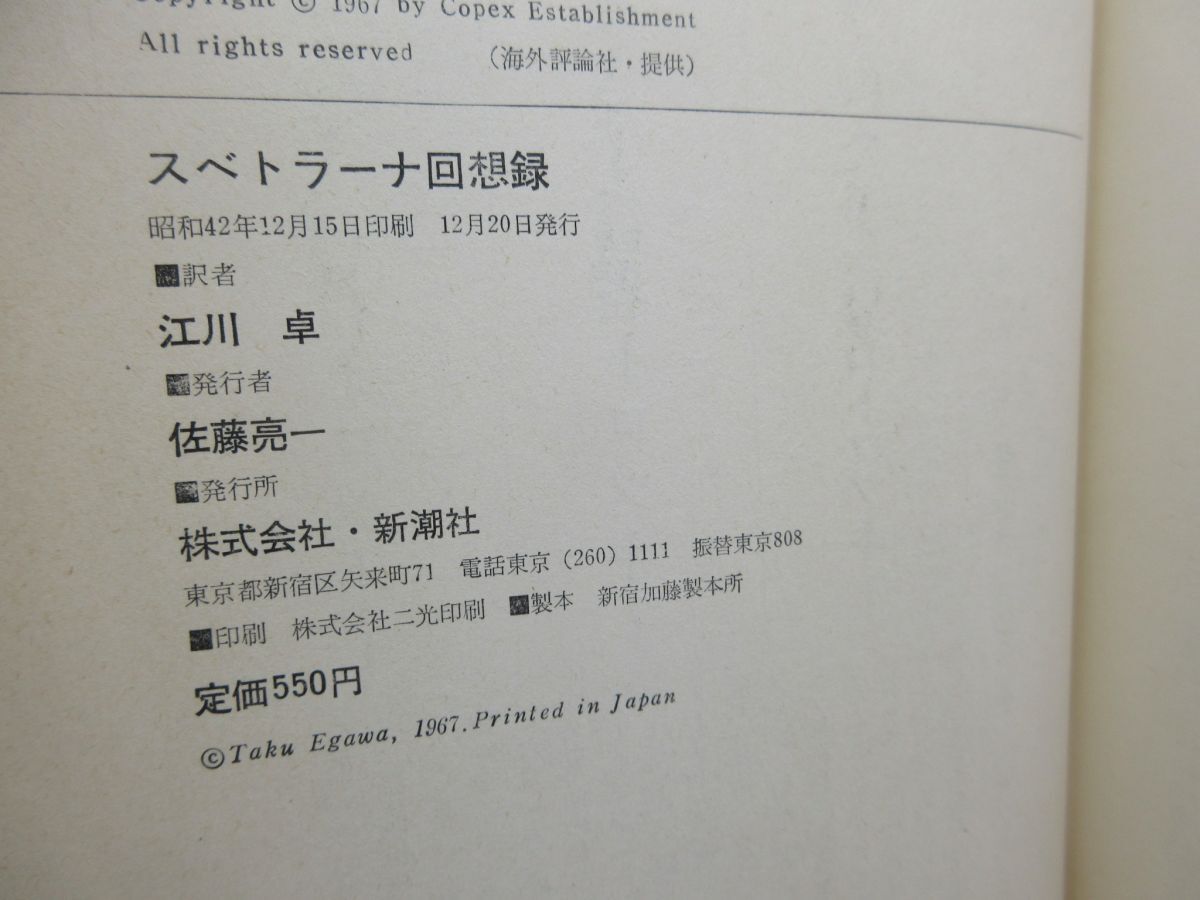 Copyright © 1967 by Copex Establishment
All rights reserved （海外評論社・提供）
スベトラーナ回想録
昭和42年12月15日印刷 12月20日発行
■訳者
江川 卓
■発行者
佐藤亮一
■発行所
株式会社・新潮社
東京都新宿区矢来町71 電話東京（260）1111 振替東京808
■印刷 株式会社二光印刷 ■製本 新宿加藤製本所
定価550円
©Taku Egawa, 1967. Printed in Japan